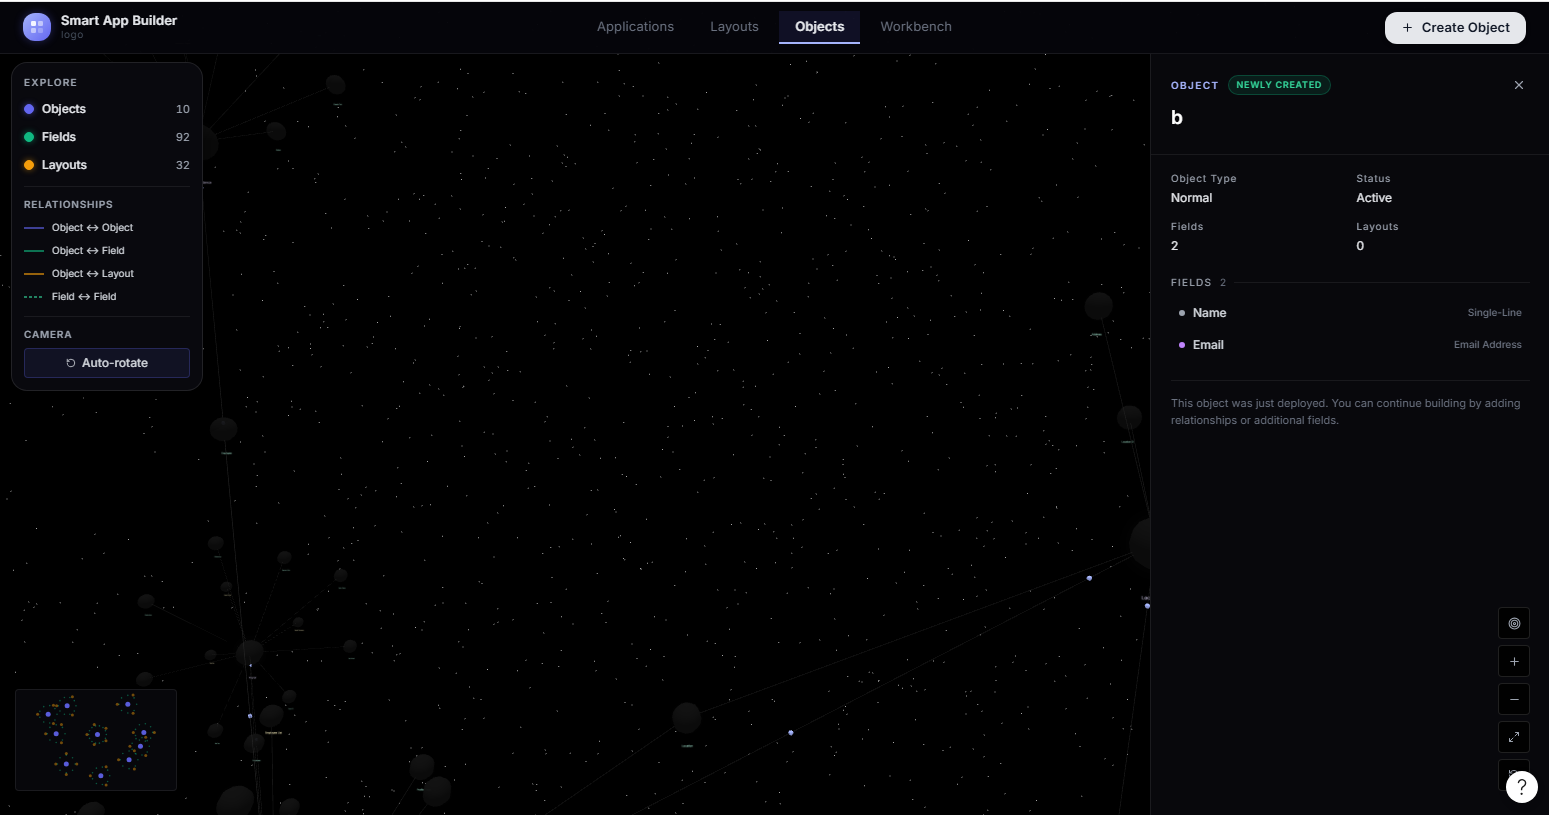 Smart App Builder
logo
Applications
Layouts
Objects
Workbench
+ Create Object
EXPLORE
Objects 10
Fields 92
Layouts 32
RELATIONSHIPS
Object ↔ Object
Object ↔ Field
Object ↔ Layout
Field ↔ Field
CAMERA
Auto-rotate
OBJECT NEWLY CREATED
b
Object Type Status
Normal Active
Fields Layouts
2 0
FIELDS 2
Name Single-Line
Email Email Address
This object was just deployed. You can continue building by adding
relationships or additional fields.
?